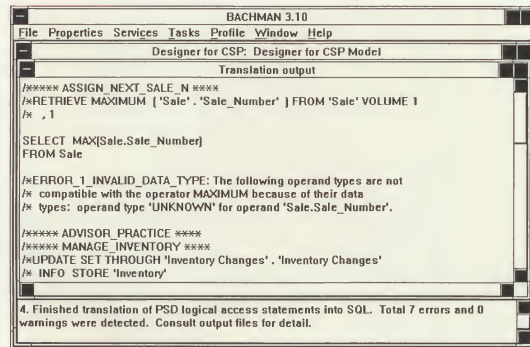 BACHMAN 3.10
File Properties Services Tasks Profile Window Help
Designer for CSP: Designer for CSP Model
Translation output
/***** ASSIGN_NEXT_SALE_N ****
/*RETRIEVE MAXIMUM ( 'Sale' . 'Sale_Number' ) FROM 'Sale' VOLUME 1
/* , 1
SELECT MAX(Sale.Sale_Number)
FROM Sale
/*ERROR_1_INVALID_DATA_TYPE: The following operand types are not
/* compatible with the operator MAXIMUM because of their data
/* types: operand type 'UNKNOWN' for operand 'Sale.Sale_Number'.
/***** ADVISOR_PRACTICE ****
/***** MANAGE_INVENTORY ****
/*UPDATE SET THROUGH 'Inventory Changes' . 'Inventory Changes'
/* INFO STORE 'Inventory'
4. Finished translation of PSD logical access statements into SQL. Total 7 errors and 0
warnings were detected. Consult output files for detail.